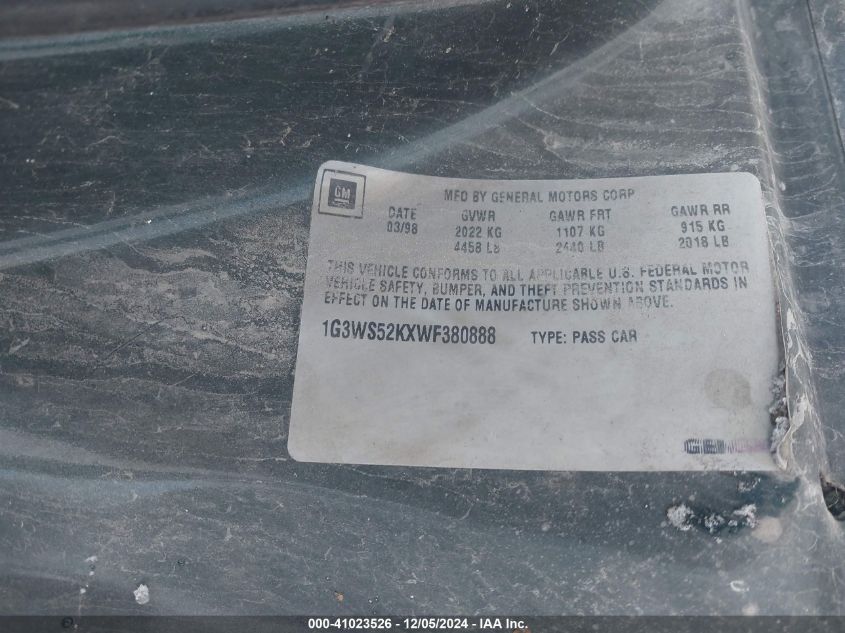 GM
MFD BY GENERAL MOTORS CORP
DATE GVWR GAWR FRT GAWR RR
03/98 2022 KG 1107 KG 915 KG
4458 LB 2440 LB 2018 LB
THIS VEHICLE CONFORMS TO ALL APPLICABLE U.S. FEDERAL MOTOR
VEHICLE SAFETY, BUMPER, AND THEFT PREVENTION STANDARDS IN
EFFECT ON THE DATE OF MANUFACTURE SHOWN ABOVE.
1G3WS52KXWF380888 TYPE: PASS CAR
000-41023526 - 12/05/2024 - IAA Inc.